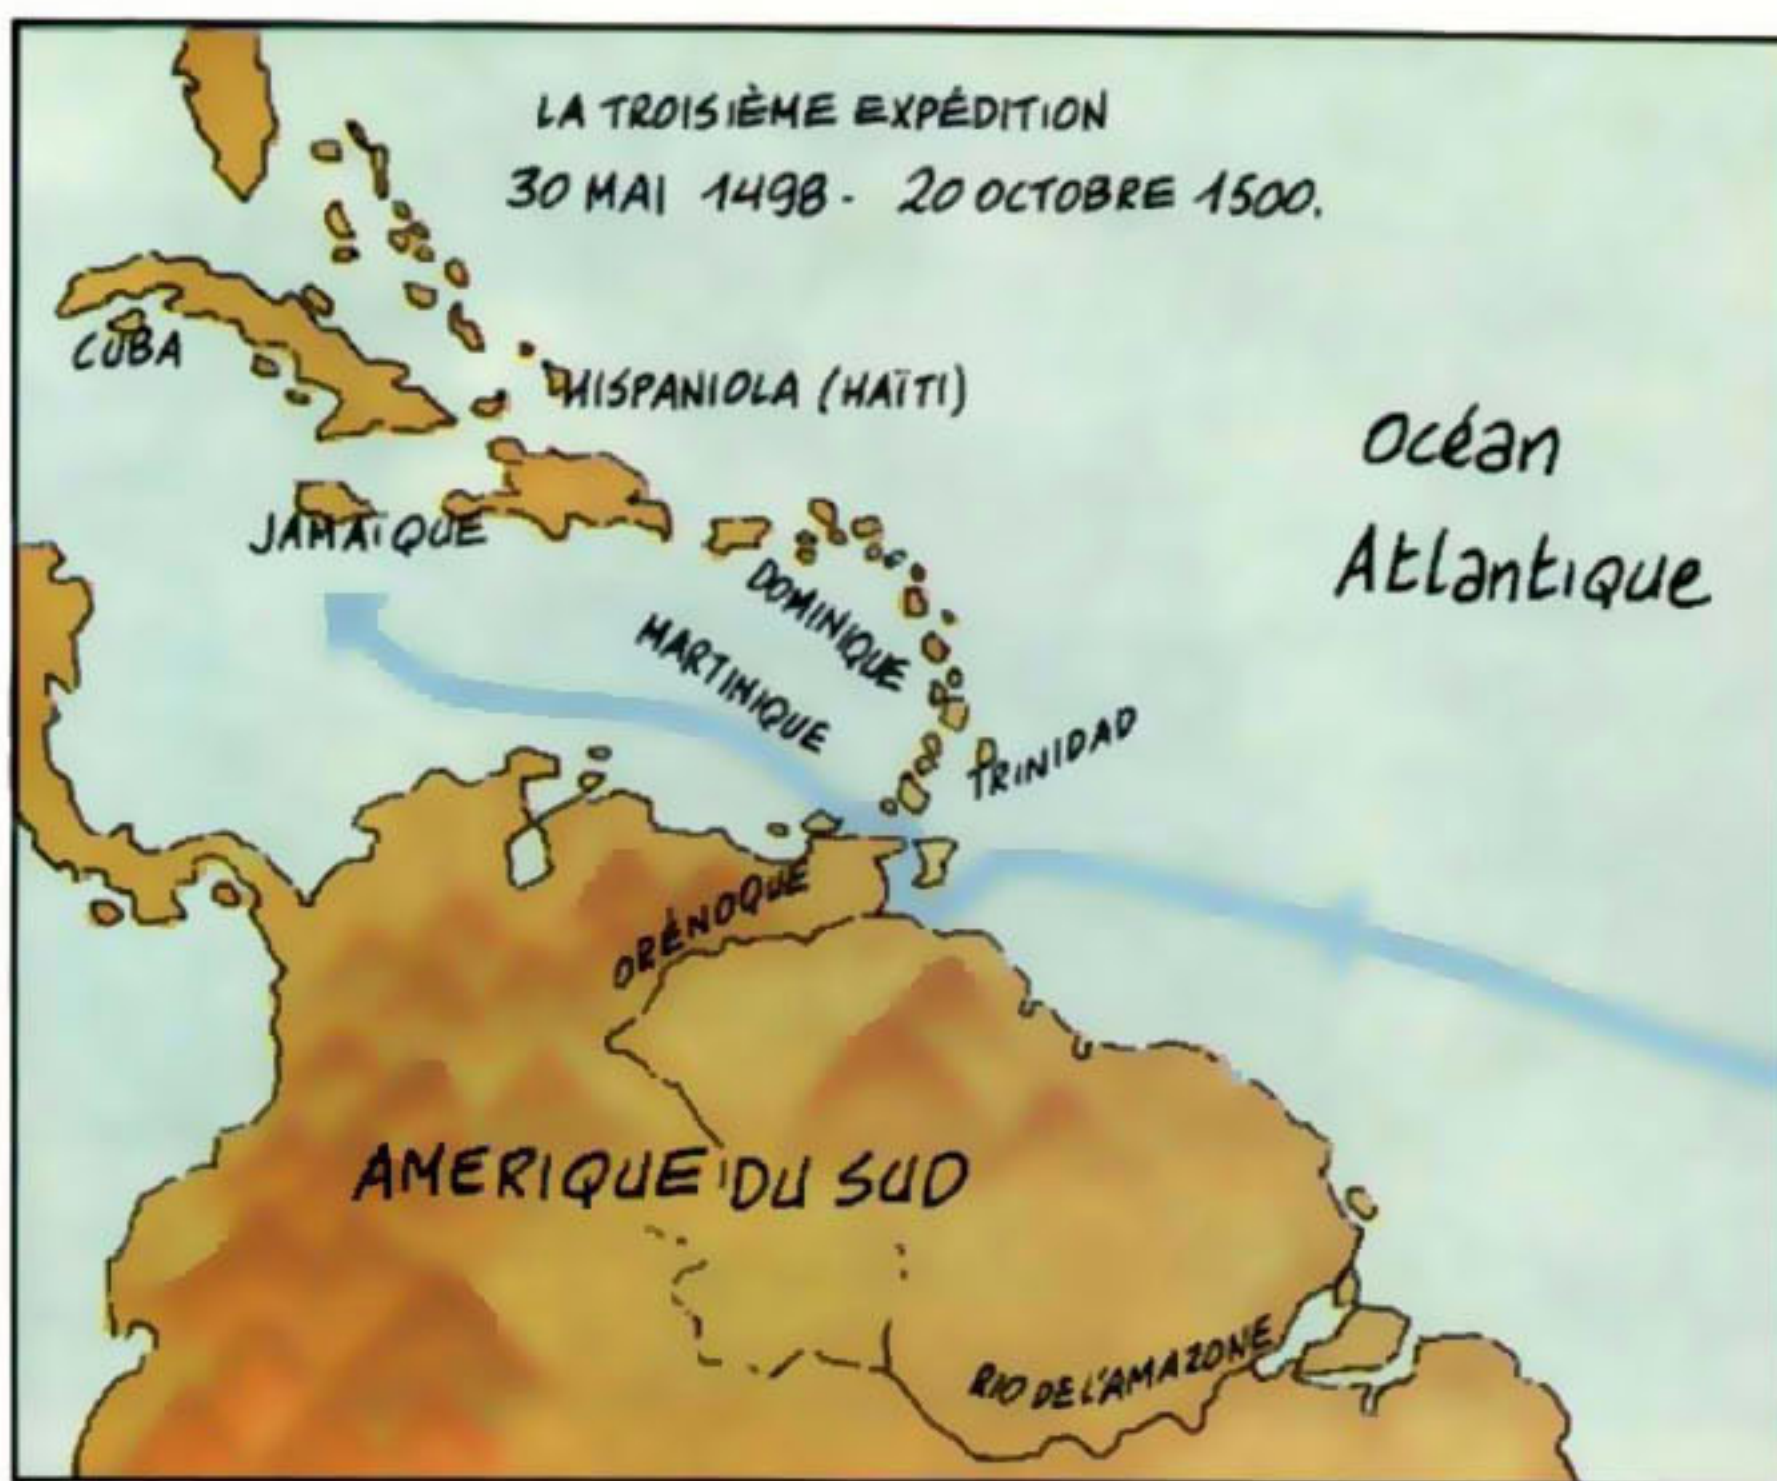 LA TROISIÈME EXPÉDITION
30 MAI 1498 - 20 OCTOBRE 1500.
CUBA
HISPANIOLA (HAÏTI)
Océan
Atlantique
JAMAÏQUE
DOMINIQUE
MARTINIQUE
TRINIDAD
ORÉNOQUE
AMERIQUE DU SUD
RIO DE L'AMAZONE